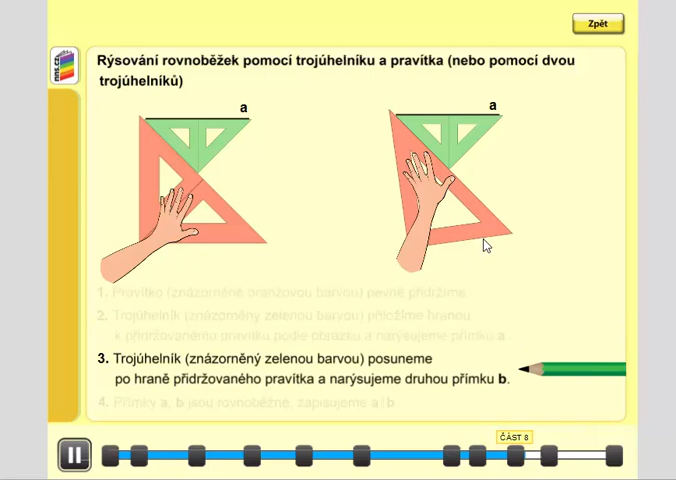 Zpět
nns.cz
Rýsování rovnoběžek pomocí trojúhelníku a pravítka (nebo pomocí dvou
trojúhelníků)
a
a
1. Pravítko (znázorněné oranžovou barvou) pevně přidržíme.
2. Trojúhelník (znázorněný zelenou barvou) přiložíme hranou
k přidržovanému pravítku podle obrázku a narýsujeme přímku a.
3. Trojúhelník (znázorněný zelenou barvou) posuneme
po hraně přidržovaného pravítka a narýsujeme druhou přímku b.
4. Přímky a, b jsou rovnoběžné, zapisujeme a||b
ČÁST 8